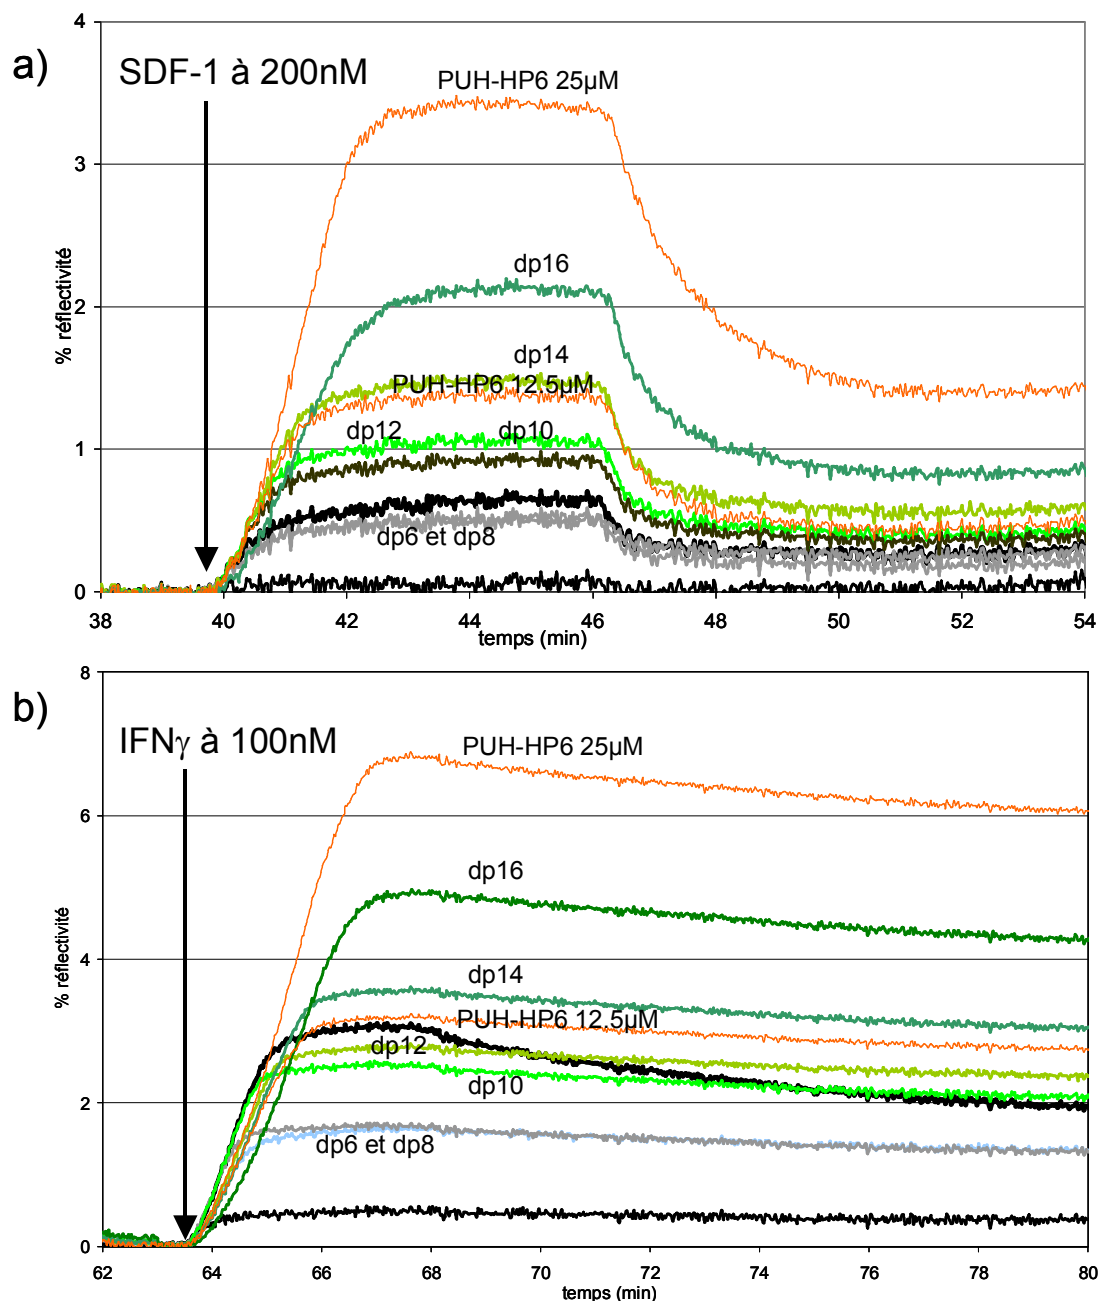 a)
SDF-1 à 200nM
PUH-HP6 25µM
dp16
dp14
PUH-HP6 12.5µM
dp12
dp10
dp6 et dp8
% réflectivité
4
3
2
1
0
38 40 42 44 46 48 50 52 54
temps (min)
b)
IFNγ à 100nM
PUH-HP6 25µM
dp16
dp14
PUH-HP6 12.5µM
dp12
dp10
dp6 et dp8
% réflectivité
8
6
4
2
0
62 64 66 68 70 72 74 76 78 80
temps (min)